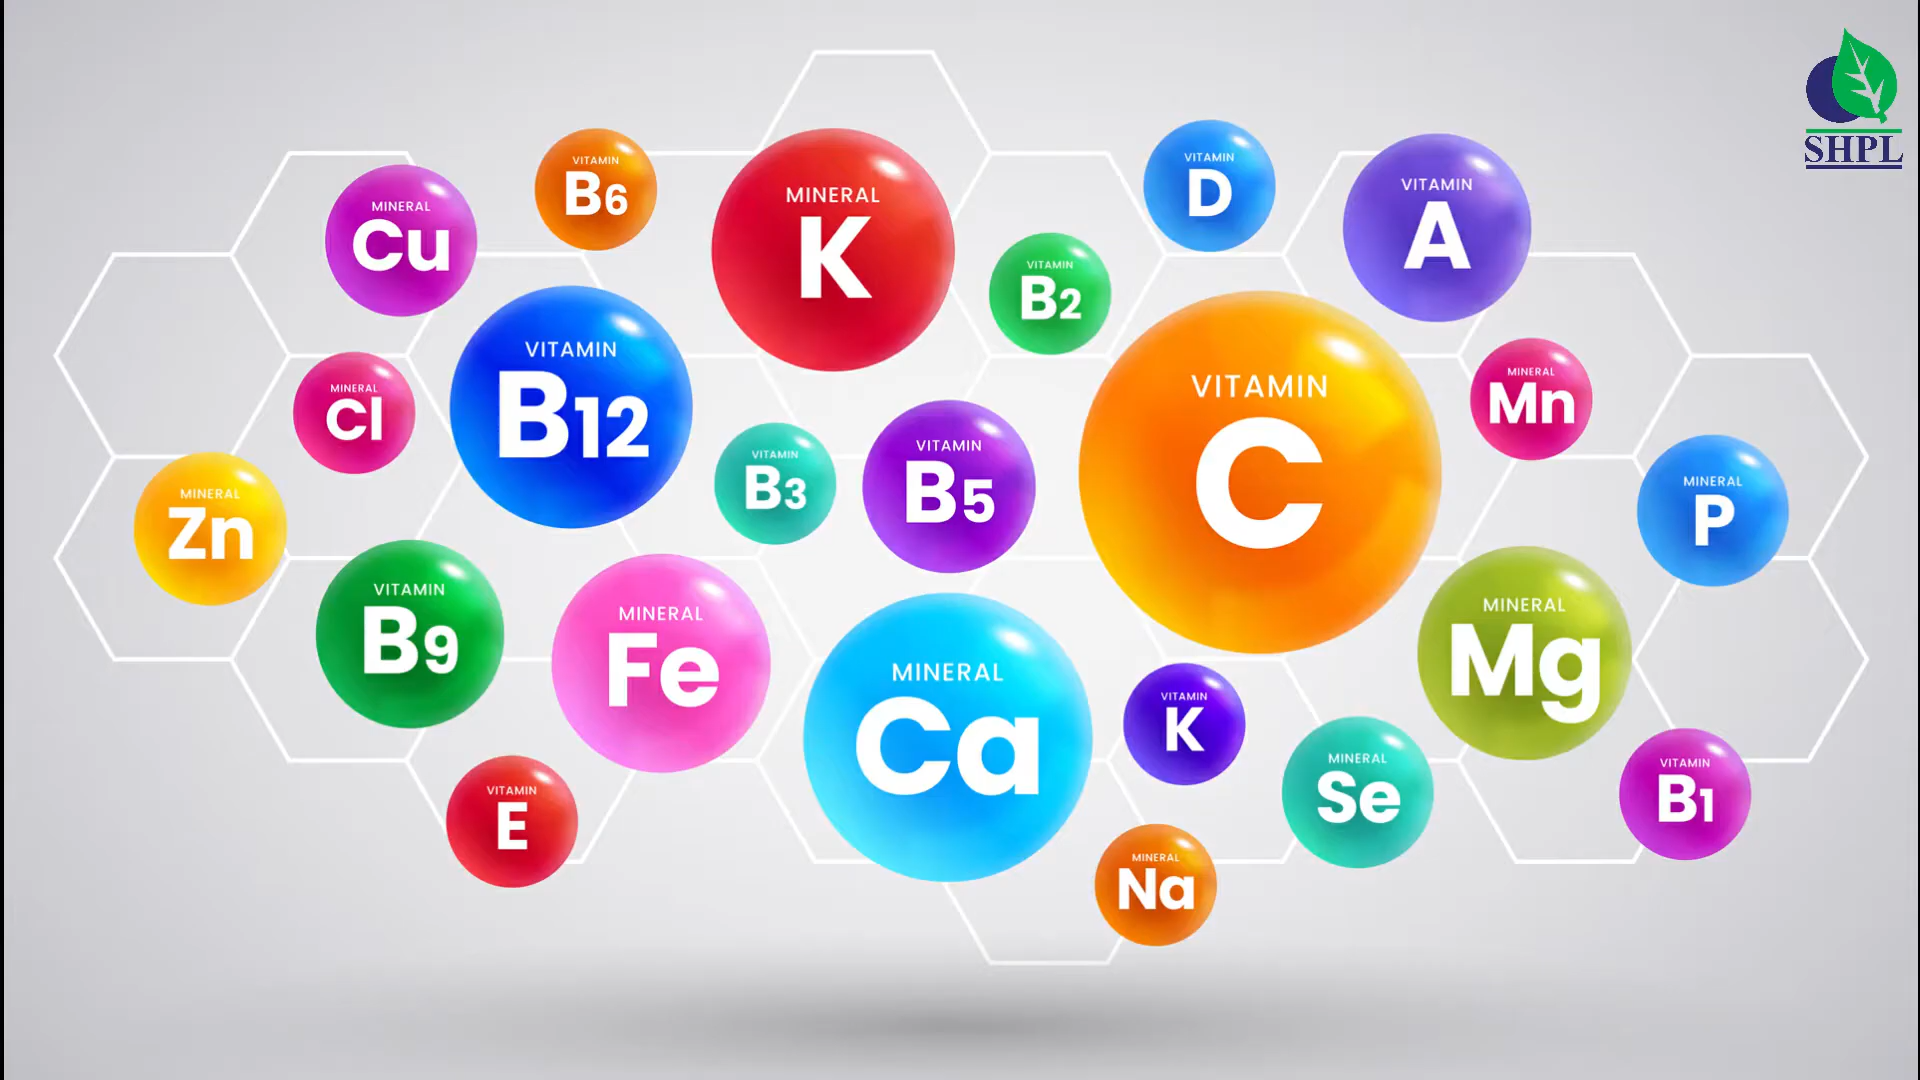 SHPL
VITAMIN
B6
MINERAL
K
VITAMIN
D
VITAMIN
A
MINERAL
Cu
VITAMIN
B2
VITAMIN
B12
MINERAL
Cl
VITAMIN
C
MINERAL
Mn
VITAMIN
B3
VITAMIN
B5
MINERAL
Zn
MINERAL
P
VITAMIN
B9
MINERAL
Fe
MINERAL
Ca
VITAMIN
K
MINERAL
Mg
MINERAL
Se
VITAMIN
B1
VITAMIN
E
MINERAL
Na